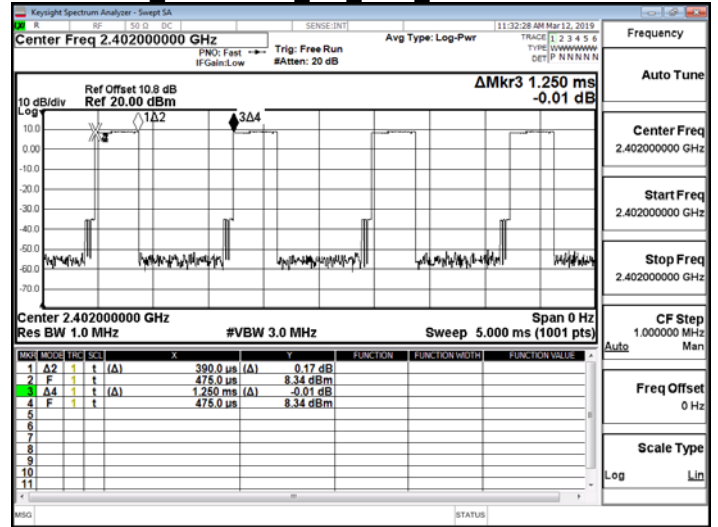 Keysight Spectrum Analyzer - Swept SA
LXI R RF 50 Ω DC SENSE:INT 11:32:28 AM Mar 12, 2019
Center Freq 2.402000000 GHz
PNO: Fast
IFGain:Low
Trig: Free Run
#Atten: 20 dB
Avg Type: Log-Pwr
TRACE 1 2 3 4 5 6
TYPE WWWWWW
DET P N N N N N
ΔMkr3 1.250 ms
-0.01 dB
Ref Offset 10.8 dB
10 dB/div Ref 20.00 dBm
Log
1Δ2
3Δ4
10.0
0.00
-10.0
-20.0
-30.0
-40.0
-50.0
-60.0
-70.0
Center 2.402000000 GHz Span 0 Hz
Res BW 1.0 MHz #VBW 3.0 MHz Sweep 5.000 ms (1001 pts)
MKR MODE TRC SCL X Y FUNCTION FUNCTION WIDTH FUNCTION VALUE
1 Δ2 1 t (Δ) 390.0 µs (Δ) 0.17 dB
2 F 1 t 475.0 µs 8.34 dBm
3 Δ4 1 t (Δ) 1.250 ms (Δ) -0.01 dB
4 F 1 t 475.0 µs 8.34 dBm
5
6
7
8
9
10
11
MSG STATUS
Frequency
Auto Tune
Center Freq
2.402000000 GHz
Start Freq
2.402000000 GHz
Stop Freq
2.402000000 GHz
CF Step
1.000000 MHz
Auto Man
Freq Offset
0 Hz
Scale Type
Log Lin